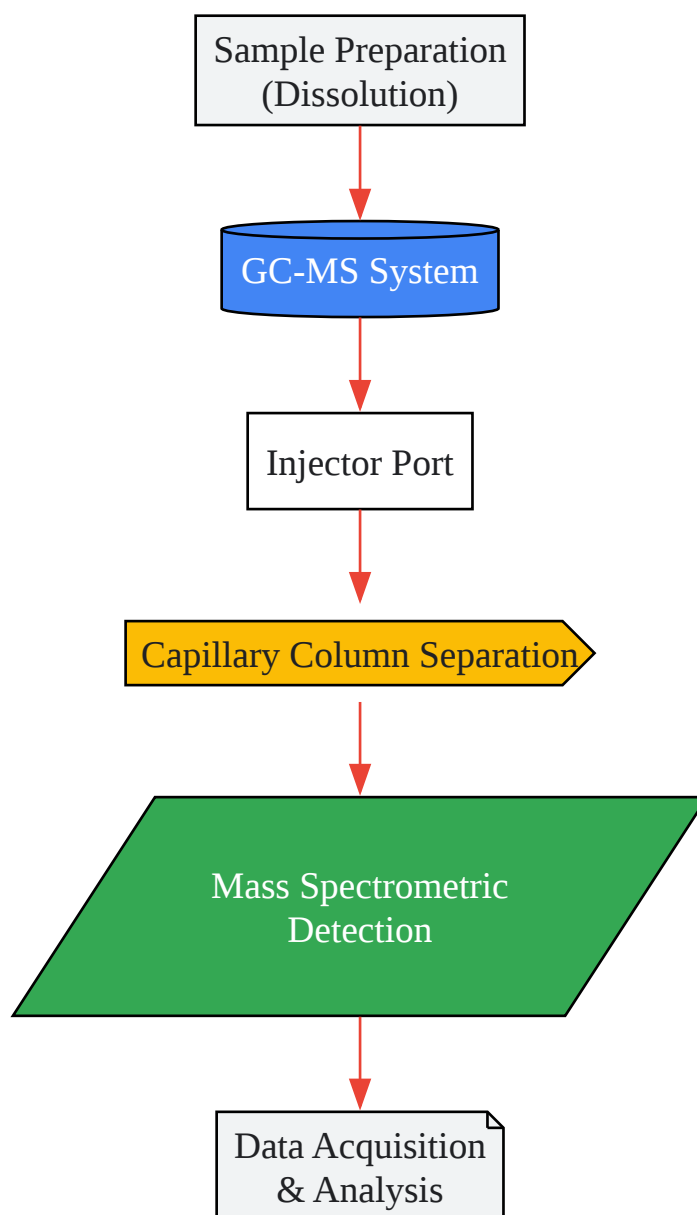 Sample Preparation
(Dissolution)
GC-MS System
Injector Port
Capillary Column Separation
Mass Spectrometric
Detection
Data Acquisition
& Analysis